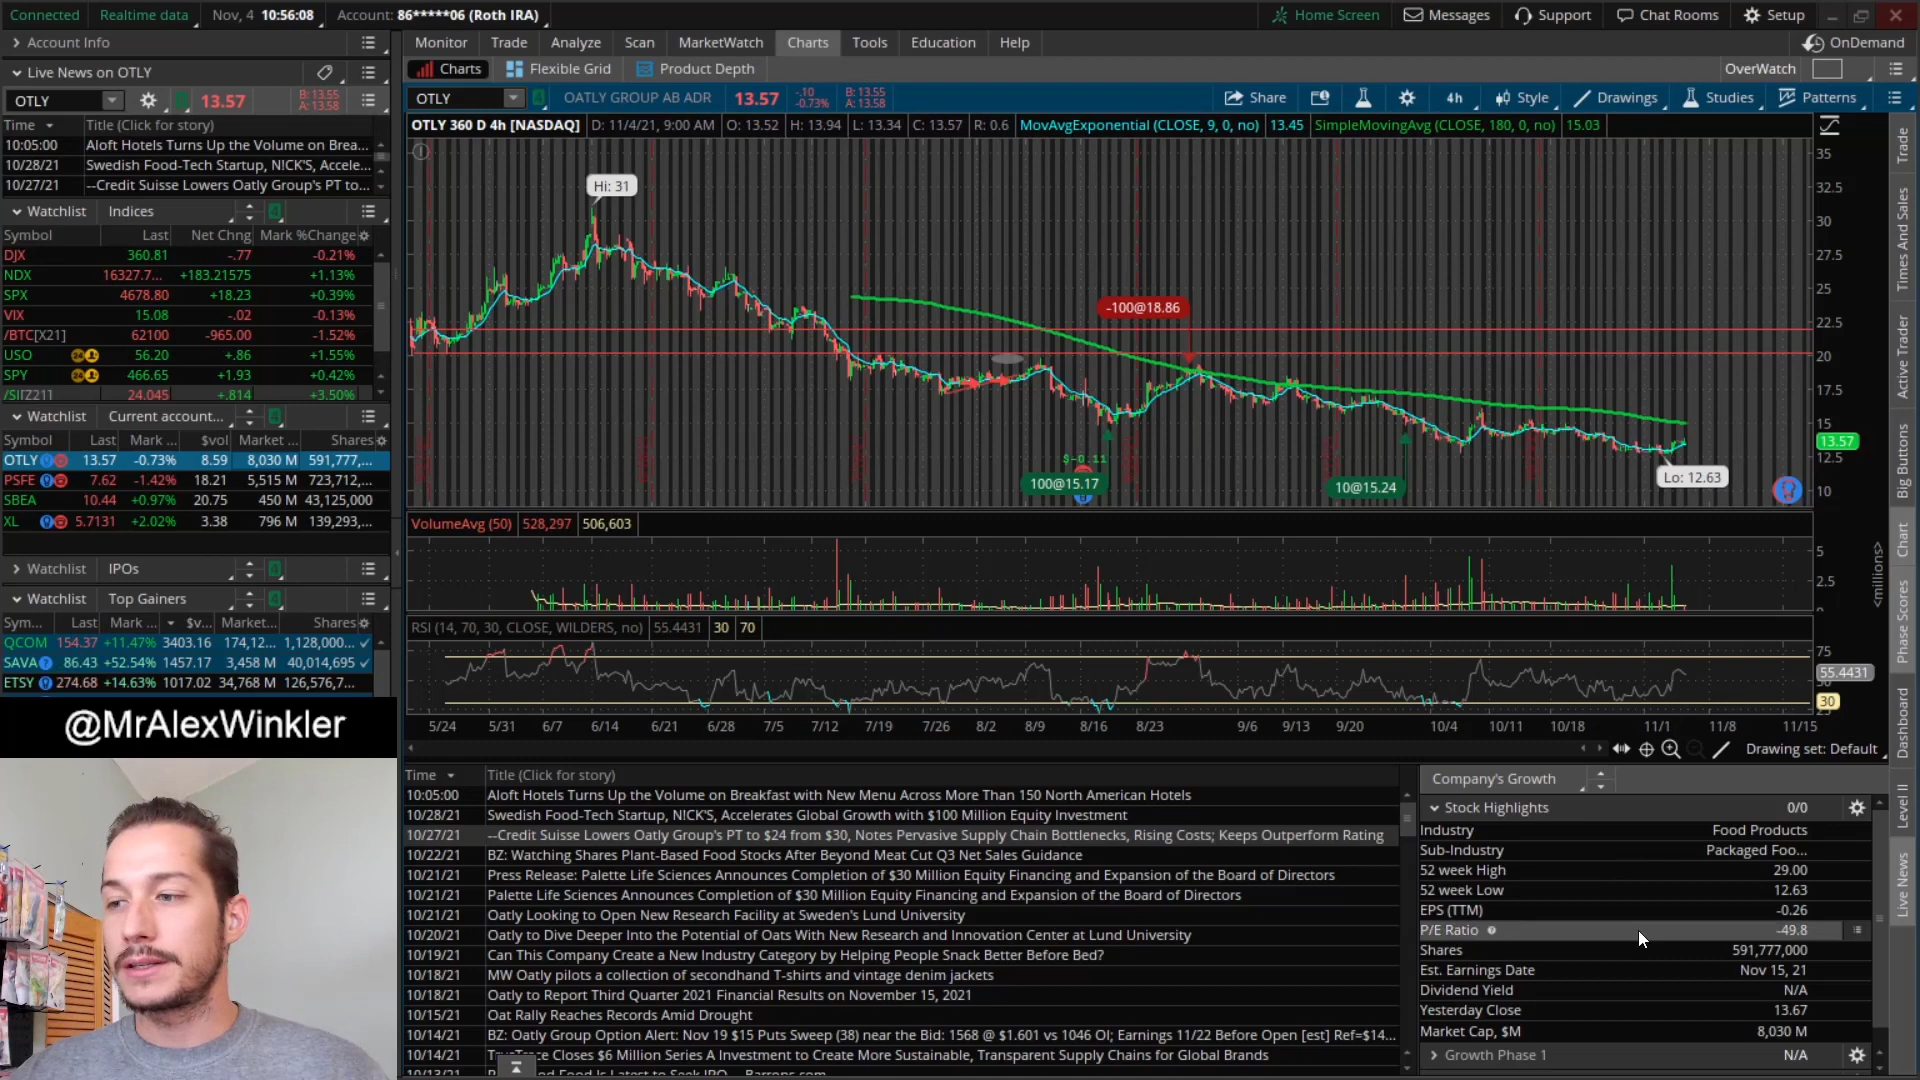 Connected Realtime data Nov, 4 10:56:08 Account: 86*****06 (Roth IRA) Home Screen Messages Support Chat Rooms Setup
Account Info
Monitor Trade Analyze Scan MarketWatch Charts Tools Education Help OnDemand
Live News on OTLY
Charts Flexible Grid Product Depth OverWatch
OTLY 13.57 B: 13.55 A: 13.58
OTLY OATLY GROUP AB ADR 13.57 -.10 -0.73% B: 13.55 A: 13.58 Share 4h Style Drawings Studies Patterns
OTLY 360 D 4h [NASDAQ] D: 11/4/21, 9:00 AM O: 13.52 H: 13.94 L: 13.34 C: 13.57 R: 0.6 MovAvgExponential (CLOSE, 9, 0, no) 13.45 SimpleMovingAvg (CLOSE, 180, 0, no) 15.03
Time Title (Click for story)
10:05:00 Aloft Hotels Turns Up the Volume on Brea...
10/28/21 Swedish Food-Tech Startup, N!CK'S, Accele...
10/27/21 --Credit Suisse Lowers Oatly Group's PT to...
Watchlist Indices
Symbol Last Net Chng Mark %Change
DJX 360.81 -.77 -0.21%
NDX 16327.7... +183.21575 +1.13%
SPX 4678.80 +18.23 +0.39%
VIX 15.08 -.02 -0.13%
/BTC[X21] 62100 -965.00 -1.52%
USO 56.20 +.86 +1.55%
SPY 466.65 +1.93 +0.42%
/SI[Z21] 24.045 +.814 +3.50%
Watchlist Current account...
Symbol Last Mark ... $vol Market ... Shares
OTLY 13.57 -0.73% 8.59 8,030 M 591,777,...
PSFE 7.62 -1.42% 18.21 5,515 M 723,712,...
SBEA 10.44 +0.97% 20.75 450 M 43,125,000
XL 5.7131 +2.02% 3.38 796 M 139,293,...
Watchlist IPOs
Watchlist Top Gainers
Sym... Last Mark ... $v... Market... Shares
QCOM 154.37 +11.47% 3403.16 174,12... 1,128,000...
SAVA 86.43 +52.54% 1457.17 3,458 M 40,014,695
ETSY 274.68 +14.63% 1017.02 34,768 M 126,576,7...
@MrAlexWinkler
Hi: 31
-100@18.86
$-0.11
100@15.17
10@15.24
Lo: 12.63
35
32.5
30
27.5
25
22.5
20
17.5
15
13.57
12.5
10
VolumeAvg (50) 528,297 506,603
5
2.5
<millions>
RSI (14, 70, 30, CLOSE, WILDERS, no) 55.4431 30 70
75
55.4431
30
5/24 5/31 6/7 6/14 6/21 6/28 7/5 7/12 7/19 7/26 8/2 8/9 8/16 8/23 9/6 9/13 9/20 10/4 10/11 10/18 11/1 11/8 11/15
Drawing set: Default
Trade
Times And Sales
Active Trader
Big Buttons
Chart
Phase Scores
Dashboard
Level II
Live News
Time Title (Click for story)
10:05:00 Aloft Hotels Turns Up the Volume on Breakfast with New Menu Across More Than 150 North American Hotels
10/28/21 Swedish Food-Tech Startup, N!CK'S, Accelerates Global Growth with $100 Million Equity Investment
10/27/21 --Credit Suisse Lowers Oatly Group's PT to $24 from $30, Notes Pervasive Supply Chain Bottlenecks, Rising Costs; Keeps Outperform Rating
10/22/21 BZ: Watching Shares Plant-Based Food Stocks After Beyond Meat Cut Q3 Net Sales Guidance
10/21/21 Press Release: Palette Life Sciences Announces Completion of $30 Million Equity Financing and Expansion of the Board of Directors
10/21/21 Palette Life Sciences Announces Completion of $30 Million Equity Financing and Expansion of the Board of Directors
10/21/21 Oatly Looking to Open New Research Facility at Sweden's Lund University
10/20/21 Oatly to Dive Deeper Into the Potential of Oats With New Research and Innovation Center at Lund University
10/19/21 Can This Company Create a New Industry Category by Helping People Snack Better Before Bed?
10/18/21 MW Oatly pilots a collection of secondhand T-shirts and vintage denim jackets
10/18/21 Oatly to Report Third Quarter 2021 Financial Results on November 15, 2021
10/15/21 Oat Rally Reaches Records Amid Drought
10/14/21 BZ: Oatly Group Option Alert: Nov 19 $15 Puts Sweep (38) near the Bid: 1568 @ $1.601 vs 1046 OI; Earnings 11/22 Before Open [est] Ref=$14...
10/14/21 Closes $6 Million Series A Investment to Create More Sustainable, Transparent Supply Chains for Global Brands
Company's Growth
Stock Highlights 0/0
Industry Food Products
Sub-Industry Packaged Foo...
52 week High 29.00
52 week Low 12.63
EPS (TTM) -0.26
P/E Ratio -49.8
Shares 591,777,000
Est. Earnings Date Nov 15, 21
Dividend Yield N/A
Yesterday Close 13.67
Market Cap, $M 8,030 M
Growth Phase 1 N/A